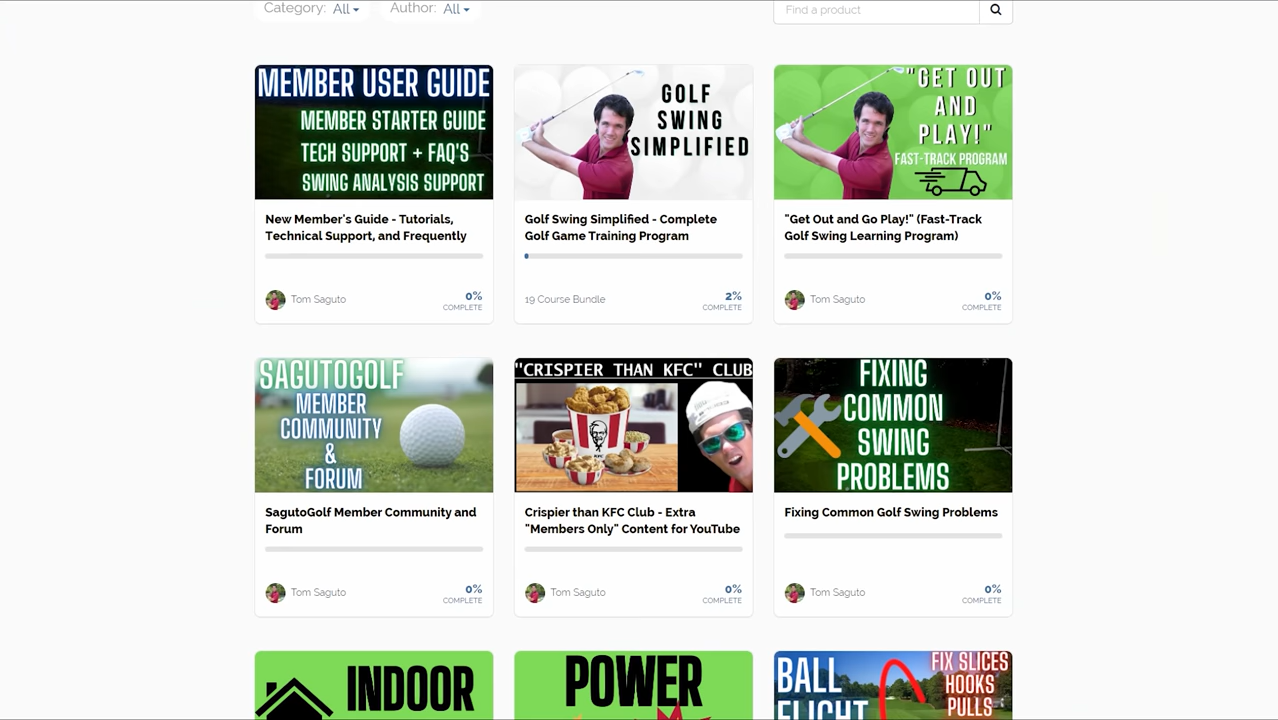 Category: All
Author: All
Find a product
MEMBER USER GUIDE
MEMBER STARTER GUIDE
TECH SUPPORT + FAQ'S
SWING ANALYSIS SUPPORT
New Member's Guide - Tutorials,
Technical Support, and Frequently
Tom Saguto
0%
COMPLETE
GOLF
SWING
SIMPLIFIED
Golf Swing Simplified - Complete
Golf Game Training Program
19 Course Bundle
2%
COMPLETE
"GET OUT
AND
PLAY!"
FAST-TRACK PROGRAM
"Get Out and Go Play!" (Fast-Track
Golf Swing Learning Program)
Tom Saguto
0%
COMPLETE
SAGUTOGOLF
MEMBER
COMMUNITY
&
FORUM
SagutoGolf Member Community and
Forum
Tom Saguto
0%
COMPLETE
"CRISPIER THAN KFC" CLUB
KFC
Crispier than KFC Club - Extra
"Members Only" Content for YouTube
Tom Saguto
0%
COMPLETE
FIXING
COMMON
SWING
PROBLEMS
Fixing Common Golf Swing Problems
Tom Saguto
0%
COMPLETE
INDOOR
POWER
BALL
FLIGHT
FIX SLICES
HOOKS
PULLS